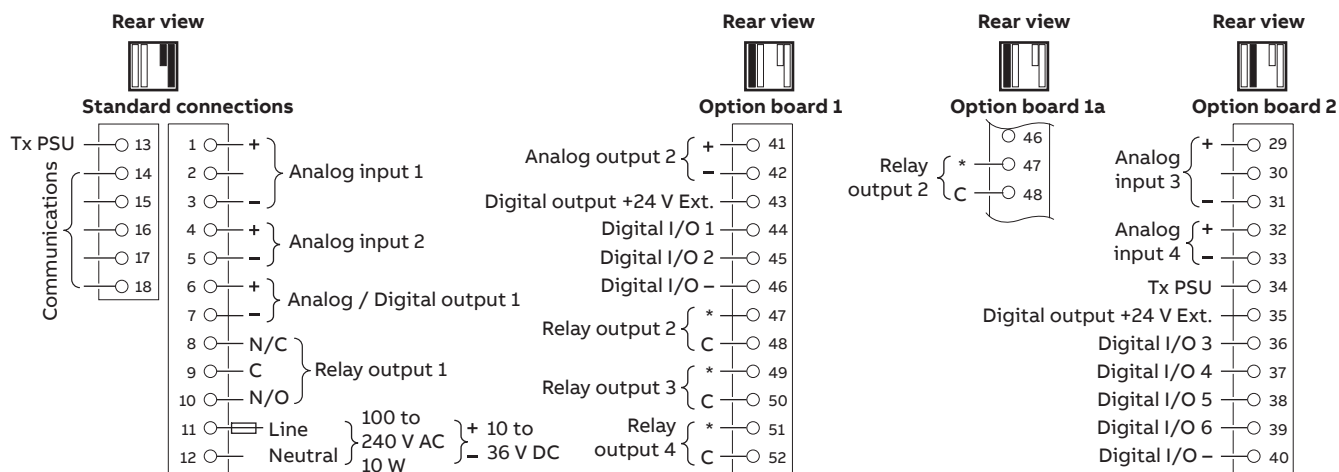 Rear view
Standard connections
Tx PSU 13
Communications
14
15
16
17
18
1 +
2
3 –
Analog input 1
4 +
5 –
Analog input 2
6 +
7 –
Analog / Digital output 1
8 N/C
9 C
10 N/O
Relay output 1
11 Line
12 Neutral
100 to
240 V AC
10 W
+ 10 to
– 36 V DC
Rear view
Option board 1
Analog output 2
+ 41
– 42
Digital output +24 V Ext. 43
Digital I/O 1 44
Digital I/O 2 45
Digital I/O – 46
Relay output 2
* 47
C 48
Relay output 3
* 49
C 50
Relay
output 4
* 51
C 52
Rear view
Option board 1a
46
Relay
output 2
* 47
C 48
Rear view
Option board 2
Analog
input 3
+ 29
30
– 31
Analog
input 4
+ 32
– 33
Tx PSU 34
Digital output +24 V Ext. 35
Digital I/O 3 36
Digital I/O 4 37
Digital I/O 5 38
Digital I/O 6 39
Digital I/O – 40